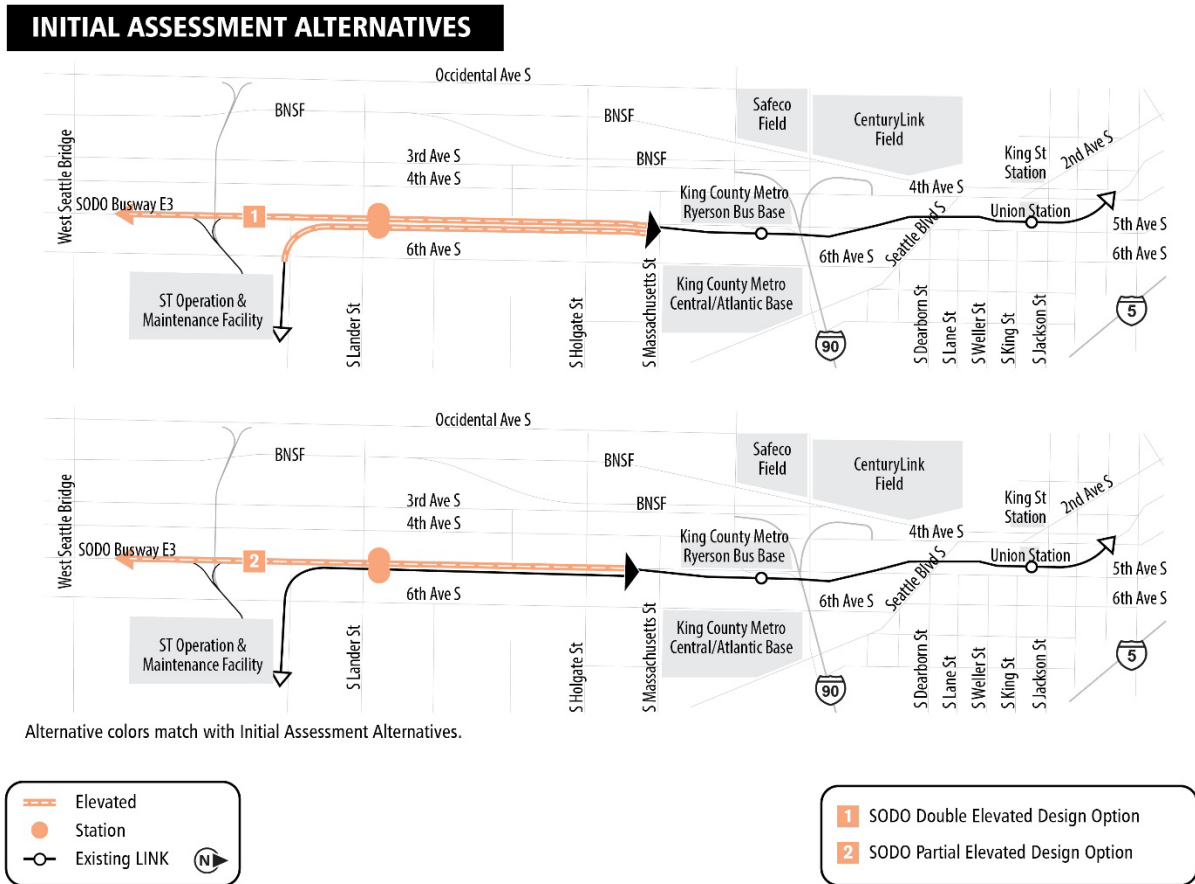 INITIAL ASSESSMENT ALTERNATIVES
Occidental Ave S
BNSF
BNSF
BNSF
Safeco
Field
CenturyLink
Field
King St
Station
2nd Ave S
3rd Ave S
4th Ave S
4th Ave S
West Seattle Bridge
SODO Busway E3
1
King County Metro
Ryerson Bus Base
Union Station
5th Ave S
6th Ave S
6th Ave S
6th Ave S
Seattle Blvd S
ST Operation &
Maintenance Facility
S Lander St
S Holgate St
S Massachusetts St
King County Metro
Central/Atlantic Base
90
S Dearborn St
S Lane St
S Weller St
S King St
S Jackson St
5
Occidental Ave S
BNSF
BNSF
BNSF
Safeco
Field
CenturyLink
Field
King St
Station
2nd Ave S
3rd Ave S
4th Ave S
4th Ave S
West Seattle Bridge
SODO Busway E3
2
King County Metro
Ryerson Bus Base
Union Station
5th Ave S
6th Ave S
6th Ave S
6th Ave S
Seattle Blvd S
ST Operation &
Maintenance Facility
S Lander St
S Holgate St
S Massachusetts St
King County Metro
Central/Atlantic Base
90
S Dearborn St
S Lane St
S Weller St
S King St
S Jackson St
5
Alternative colors match with Initial Assessment Alternatives.
Elevated
Station
Existing LINK
N
1 SODO Double Elevated Design Option
2 SODO Partial Elevated Design Option